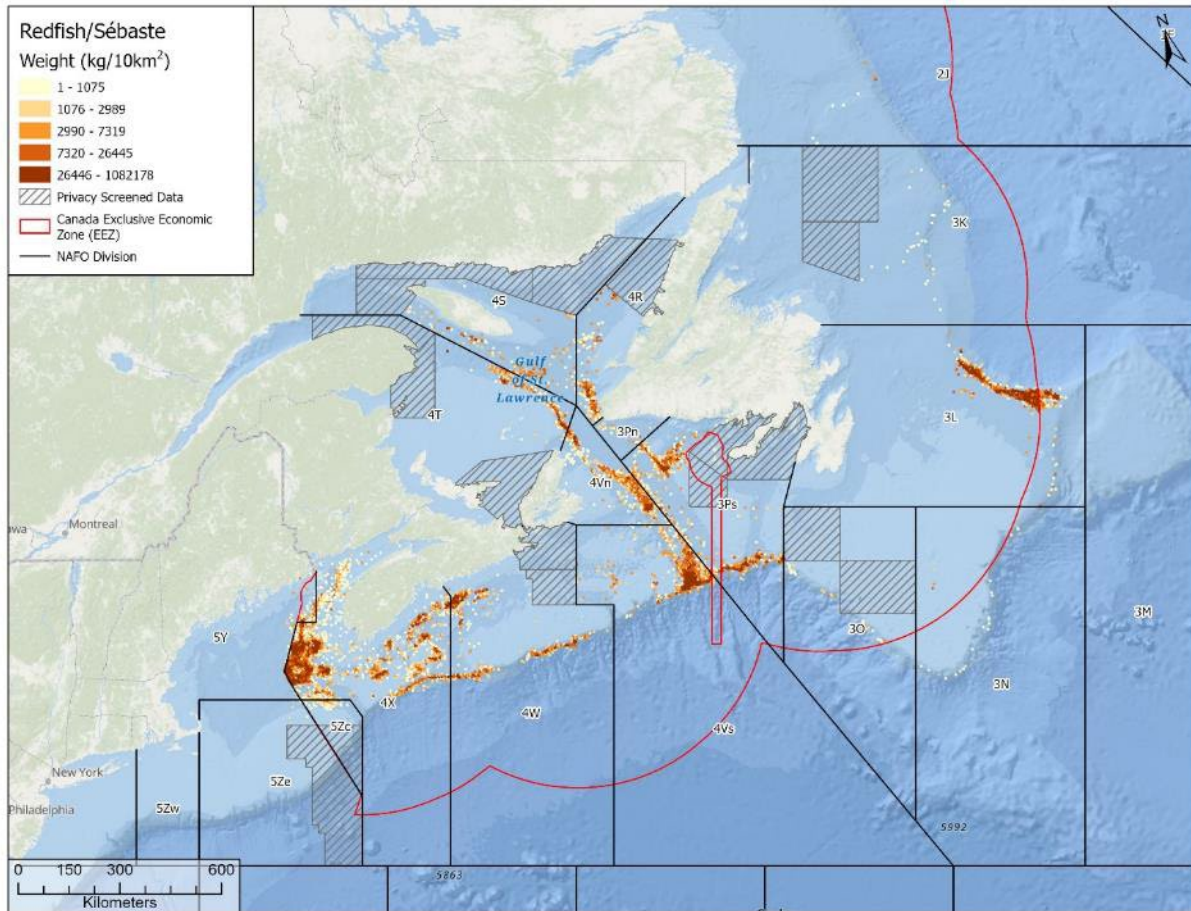 Redfish/Sébaste
Weight (kg/10km²)
1 - 1075
1076 - 2989
2990 - 7319
7320 - 26445
26446 - 1082178
Privacy Screened Data
Canada Exclusive Economic
Zone (EEZ)
NAFO Division
N
2J
3K
4S
4R
Gulf
of St.
Lawrence
4T
3L
3Pn
4Vn
3Ps
Montreal
5Y
3O
3M
3N
4X
4W
4Vs
5Zc
5Ze
New York
Philadelphia
5Zw
5992
5863
0 150 300 600
Kilometers